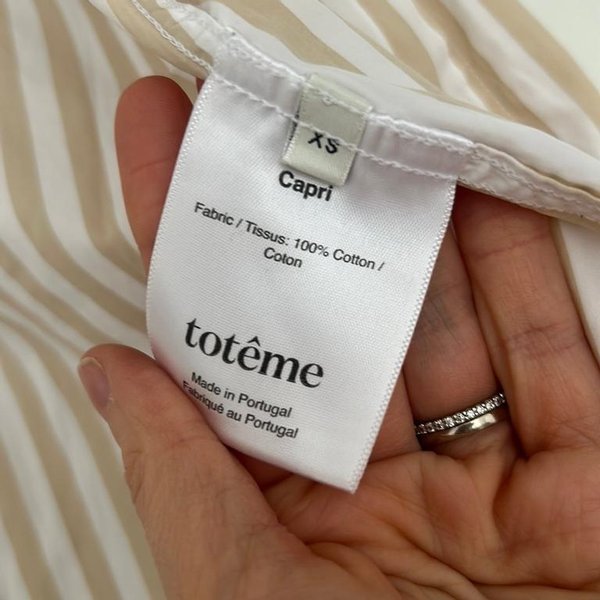 XS
Capri
Fabric / Tissus: 100% Cotton /
Coton
totême
Made in Portugal
Fabriqué au Portugal